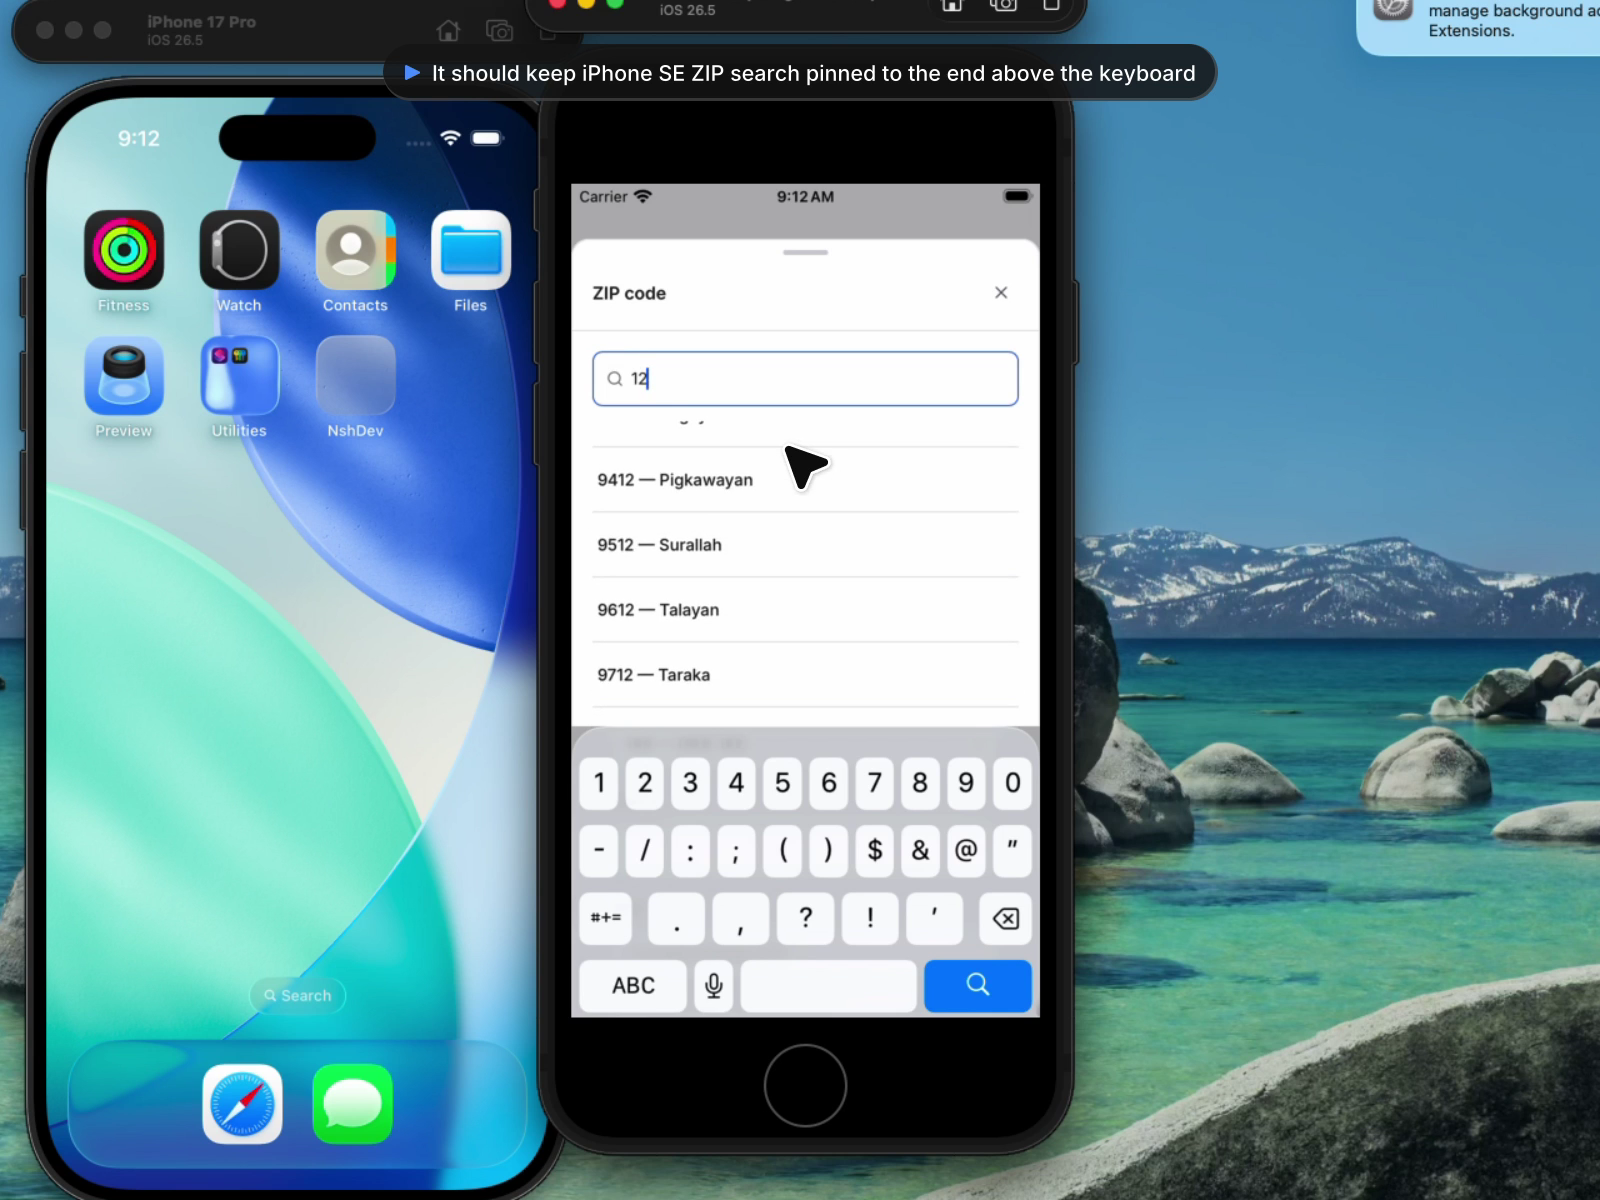 iPhone 17 Pro
iOS 26.5
iOS 26.5
manage background
Extensions.
It should keep iPhone SE ZIP search pinned to the end above the keyboard
9:12
Fitness
Watch
Contacts
Files
Preview
Utilities
NshDev
Search
Carrier
9:12 AM
ZIP code
12
9412 — Pigkawayan
9512 — Surallah
9612 — Talayan
9712 — Taraka
1 2 3 4 5 6 7 8 9 0
- / : ; ( ) $ & @ "
#+= . , ? ! '
ABC